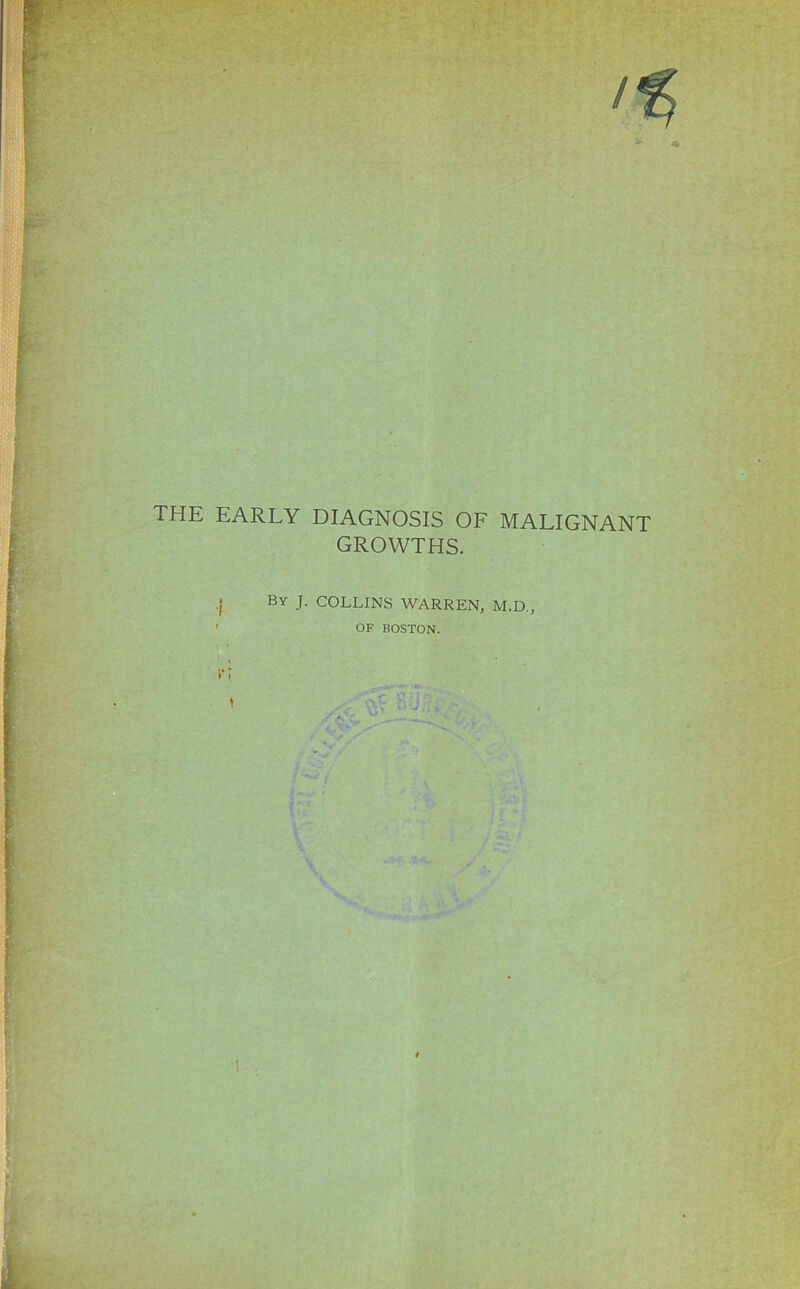 THE EARLY DIAGNOSIS OF MALIGNANT
GROWTHS.
BY J. COLLINS WARREN, M.D.,
OF BOSTON.